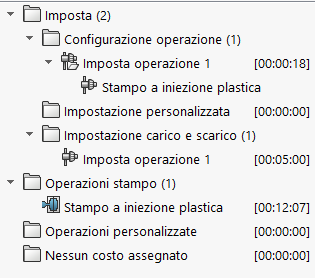 Imposta (2)
Configurazione operazione (1)
Imposta operazione 1 [00:00:18]
Stampo a iniezione plastica
Impostazione personalizzata [00:00:00]
Impostazione carico e scarico (1)
Imposta operazione 1 [00:05:00]
Operazioni stampo (1)
Stampo a iniezione plastica [00:12:07]
Operazioni personalizzate [00:00:00]
Nessun costo assegnato [00:00:00]